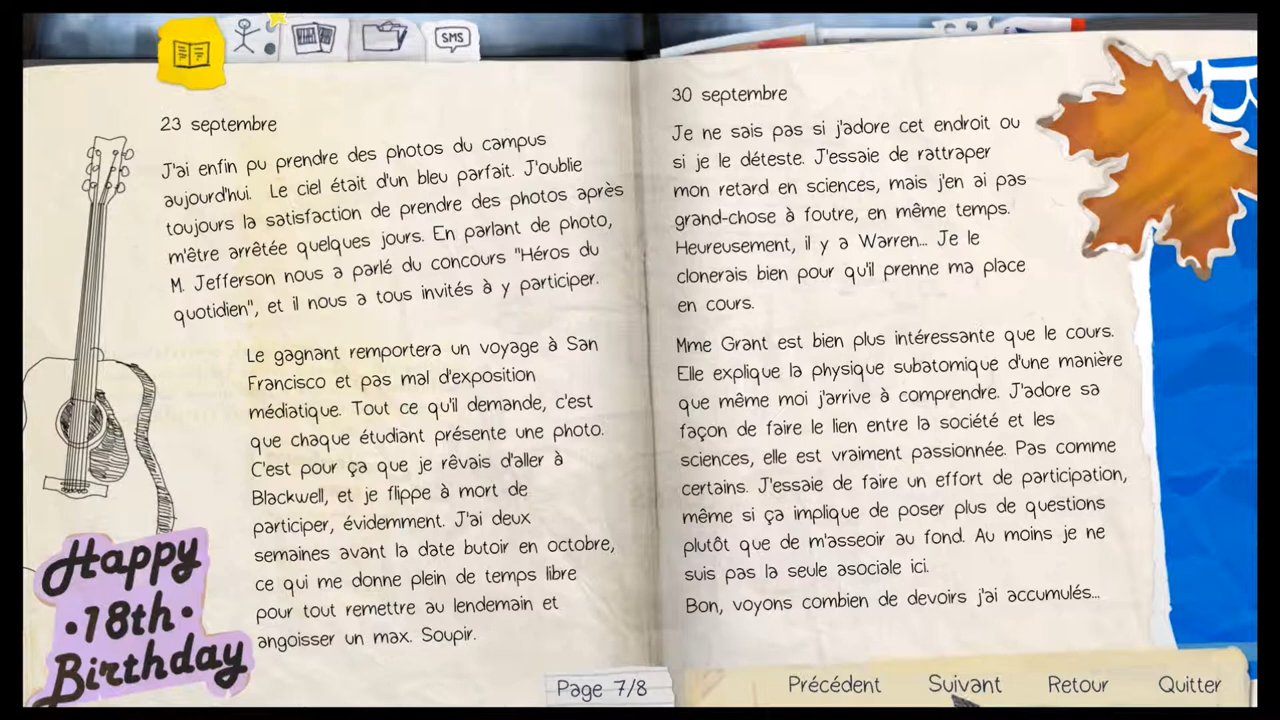 SMS
23 septembre
J'ai enfin pu prendre des photos du campus
aujourd'hui. Le ciel était d'un bleu parfait. J'oublie
toujours la satisfaction de prendre des photos après
m'être arrêtée quelques jours. En parlant de photo,
M. Jefferson nous a parlé du concours "Héros du
quotidien", et il nous a tous invités à y participer.
Le gagnant remportera un voyage à San
Francisco et pas mal d'exposition
médiatique. Tout ce qu'il demande, c'est
que chaque étudiant présente une photo.
C'est pour ça que je rêvais d'aller à
Blackwell, et je flippe à mort de
participer, évidemment. J'ai deux
semaines avant la date butoir en octobre,
ce qui me donne plein de temps libre
pour tout remettre au lendemain et
angoisser un max. Soupir.
Happy
•18th•
Birthday
30 septembre
Je ne sais pas si j'adore cet endroit ou
si je le déteste. J'essaie de rattraper
mon retard en sciences, mais j'en ai pas
grand-chose à foutre, en même temps.
Heureusement, il y a Warren... Je le
clonerais bien pour qu'il prenne ma place
en cours.
Mme Grant est bien plus intéressante que le cours.
Elle explique la physique subatomique d'une manière
que même moi j'arrive à comprendre. J'adore sa
façon de faire le lien entre la société et les
sciences, elle est vraiment passionnée. Pas comme
certains. J'essaie de faire un effort de participation,
même si ça implique de poser plus de questions
plutôt que de m'asseoir au fond. Au moins je ne
suis pas la seule asociale ici.
Bon, voyons combien de devoirs j'ai accumulés...
B
Page 7/8
Précédent Suivant Retour Quitter